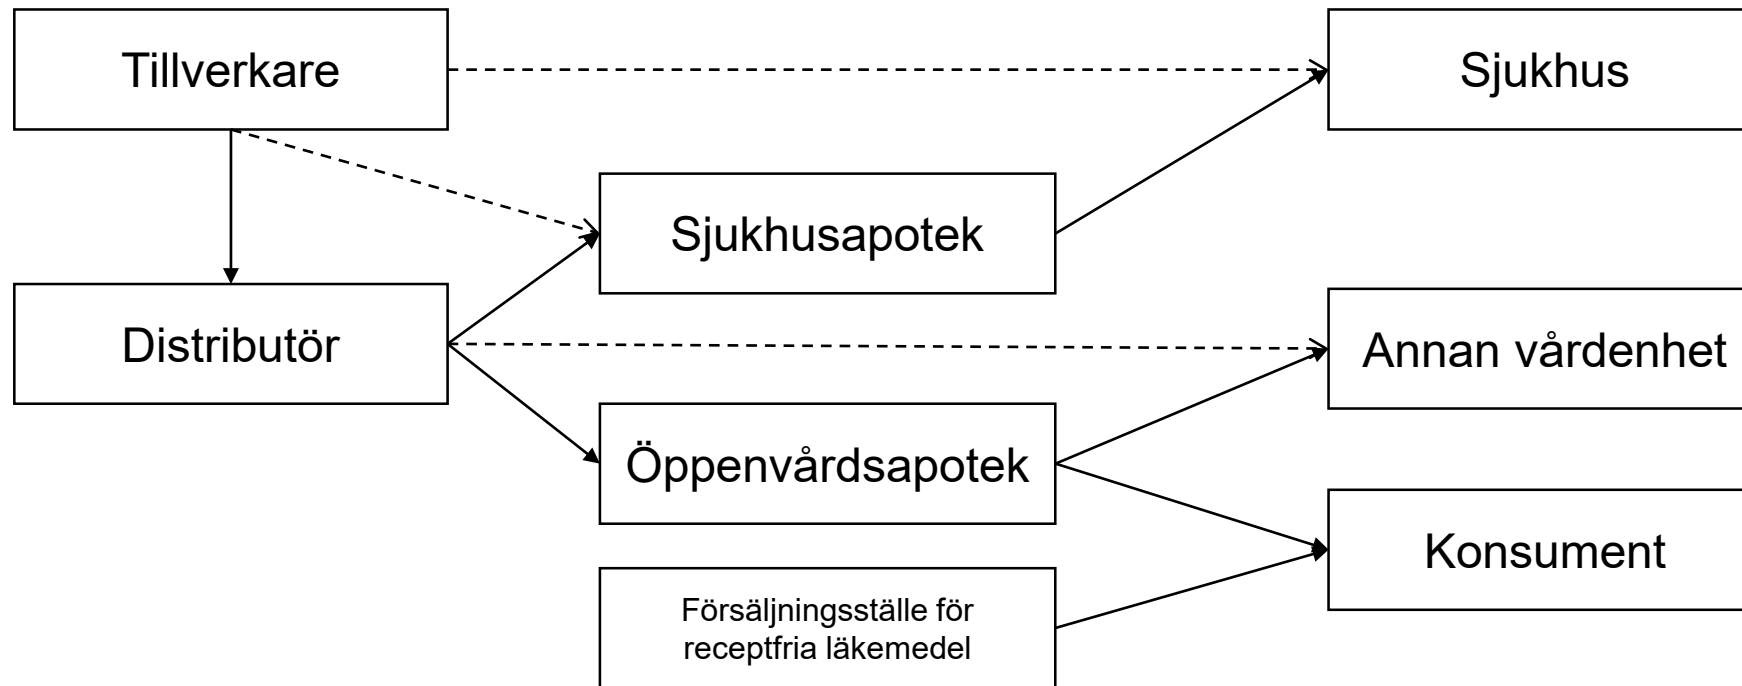 Tillverkare
Sjukhus
Sjukhusapotek
Distributör
Annan vårdenhet
Öppenvårdsapotek
Konsument
Försäljningsställe för
receptfria läkemedel